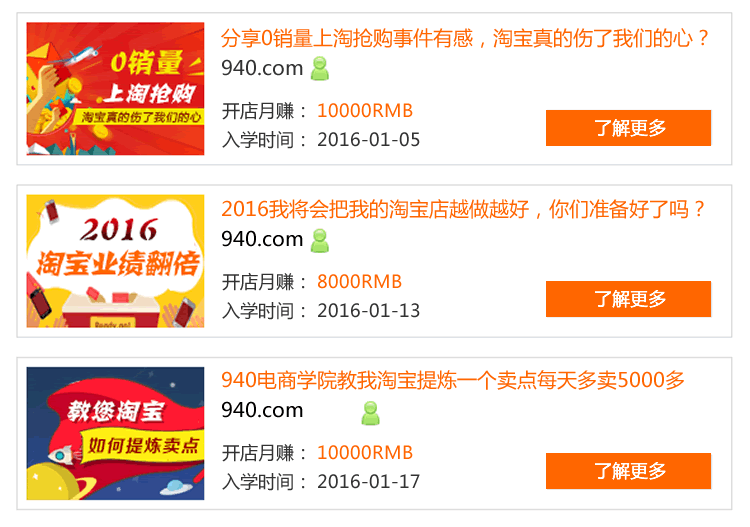 0销量
上淘抢购
淘宝真的伤了我们的心
分享0销量上淘抢购事件有感，淘宝真的伤了我们的心？
940.com
开店月赚： 10000RMB
入学时间： 2016-01-05
了解更多
2016
淘宝业绩翻倍
Ready go!
2016我将会把我的淘宝店越做越好，你们准备好了吗？
940.com
开店月赚： 8000RMB
入学时间： 2016-01-13
了解更多
教您淘宝
如何提炼卖点
940电商学院教我淘宝提炼一个卖点每天多卖5000多
940.com
开店月赚： 10000RMB
入学时间： 2016-01-17
了解更多